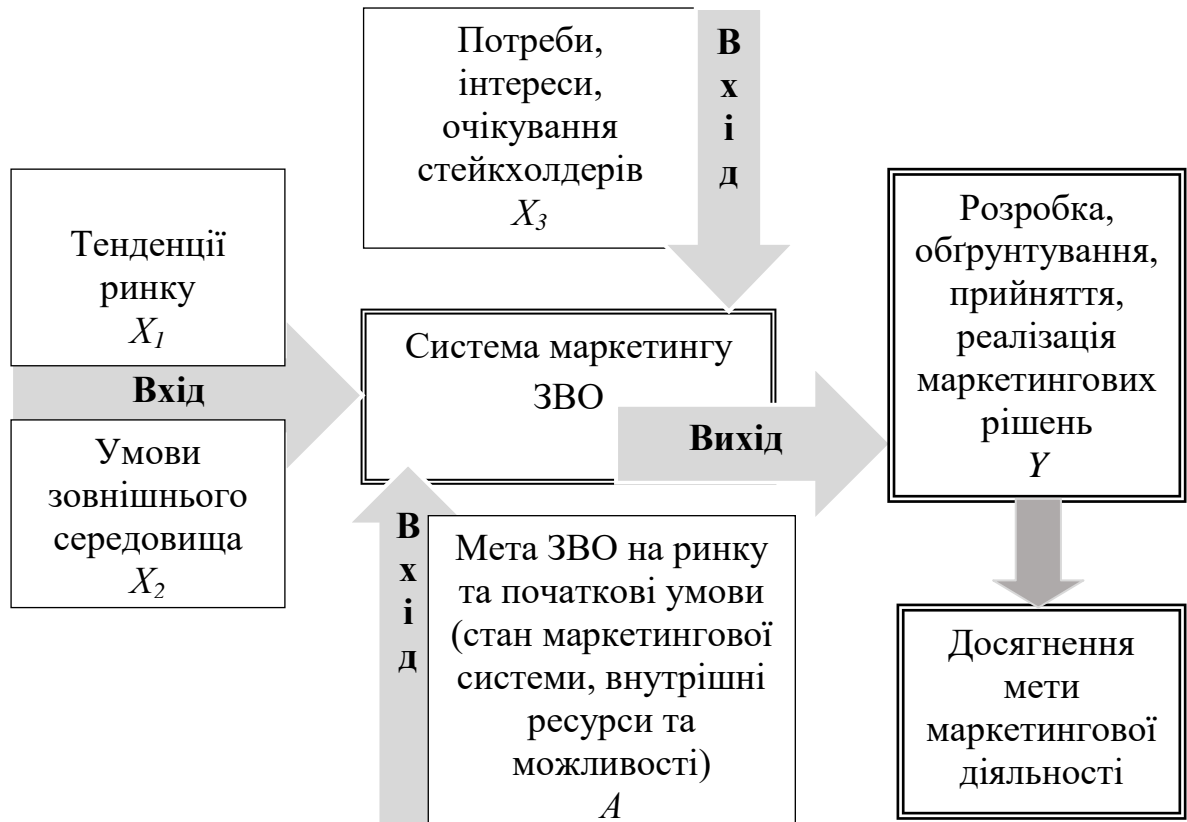 Потреби,
інтереси,
очікування
стейкхолдерів
X3
В
х
і
д
Тенденції
ринку
X1
Вхід
Умови
зовнішнього
середовища
X2
Система маркетингу
ЗВО
Вихід
Розробка,
обґрунтування,
прийняття,
реалізація
маркетингових
рішень
Y
В
х
і
д
Мета ЗВО на ринку
та початкові умови
(стан маркетингової
системи, внутрішні
ресурси та
можливості)
A
Досягнення
мети
маркетингової
діяльності